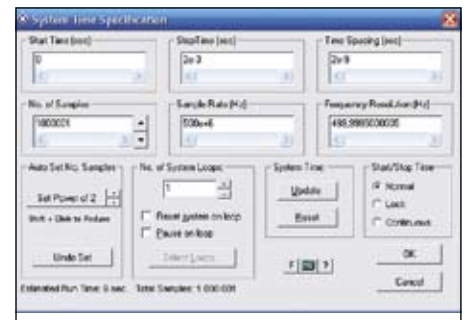 System Time Specification
Start Time (sec)
StopTime (sec)
Time Spacing (sec)
0
2e-3
2e-9
No. of Samples
Sample Rate (Hz)
Frequency Resolution (Hz)
1000001
500e+6
499.9995000005
Auto Set No. Samples
No. of System Loops
System Time
Start/Stop Time
Set Power of 2
1
Update
Normal
Shift + Click to Reduce
Reset system on loop
Reset
Lock
Pause on loop
Continuous
Undo Set
Select Loops
OK
Cancel
Estimated Run Time: 0 sec. Total Samples: 1 000 001